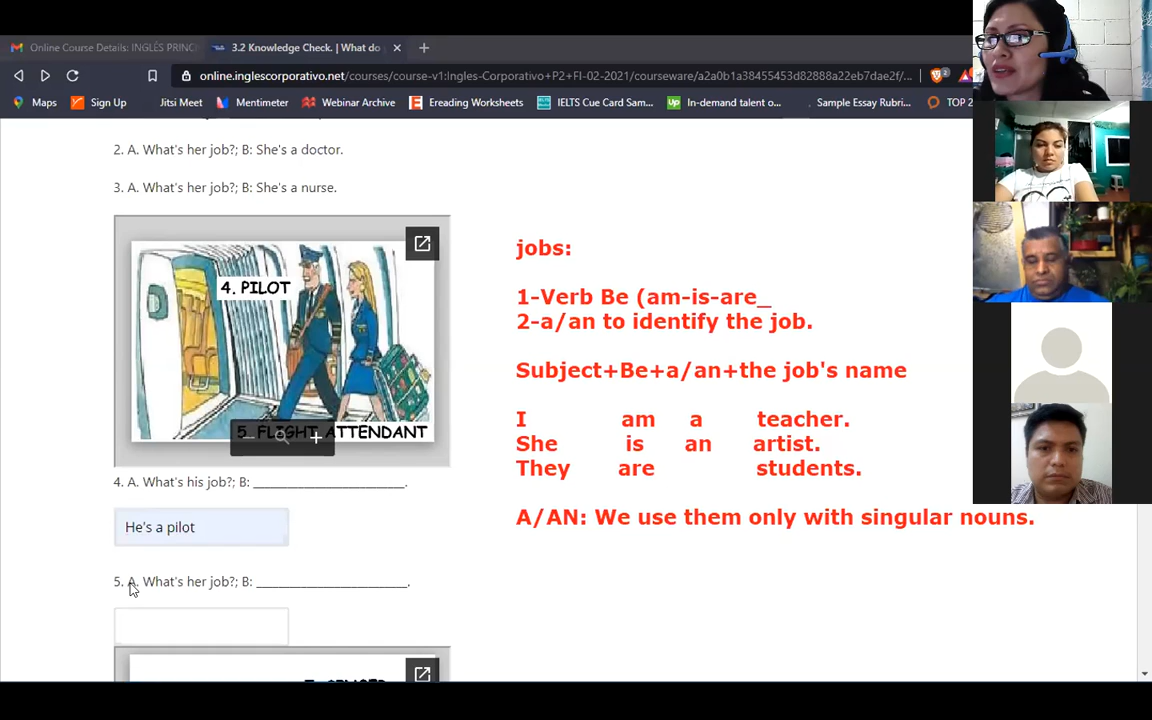 Online Course Details: INGLÉS PRINC
3.2 Knowledge Check. | What do
online.inglescorporativo.net/courses/course-v1:Ingles-Corporativo+P2+FI-02-2021/courseware/a2a0b1a38455453d82888a22eb7dae2f/...
Maps Sign Up Jitsi Meet Mentimeter Webinar Archive Ereading Worksheets IELTS Cue Card Sam... In-demand talent o... Sample Essay Rubri... TOP 2
2. A. What's her job?; B: She's a doctor.
3. A. What's her job?; B: She's a nurse.
4. PILOT
5. FLIGHT ATTENDANT
4. A. What's his job?; B: ______________________.
He's a pilot
5. A. What's her job?; B: ______________________.
jobs:
1-Verb Be (am-is-are_
2-a/an to identify the job.
Subject+Be+a/an+the job's name
I am a teacher.
She is an artist.
They are students.
A/AN: We use them only with singular nouns.